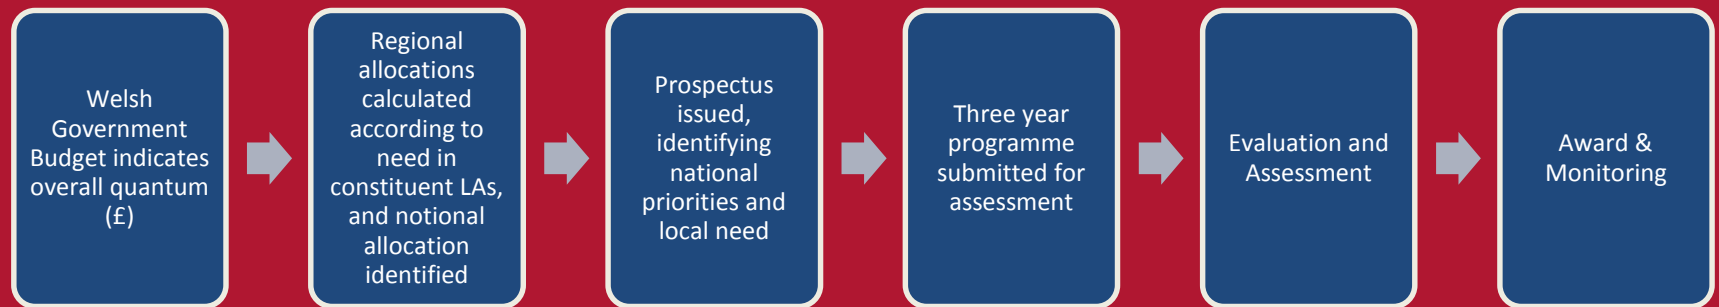 Welsh
Government
Budget indicates
overall quantum
(£)
Regional
allocations
calculated
according to
need in
constituent LAs,
and notional
allocation
identified
Prospectus
issued,
identifying
national
priorities and
local need
Three year
programme
submitted for
assessment
Evaluation and
Assessment
Award &
Monitoring